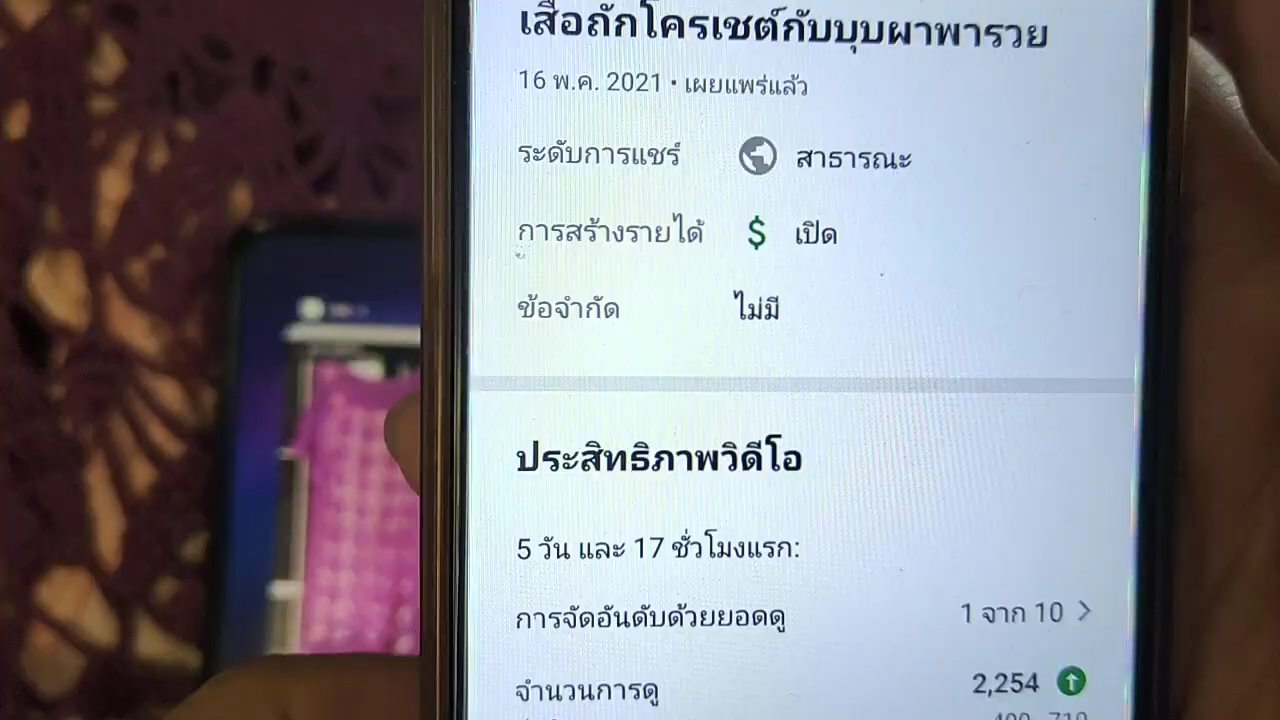 เสื้อถักโครเชต์กับบุบผาพารวย
16 พ.ค. 2021 • เผยแพร่แล้ว
ระดับการแชร์ สาธารณะ
การสร้างรายได้ $ เปิด
ข้อจำกัด ไม่มี
ประสิทธิภาพวิดีโอ
5 วัน และ 17 ชั่วโมงแรก:
การจัดอันดับด้วยยอดดู 1 จาก 10 >
จำนวนการดู 2,254